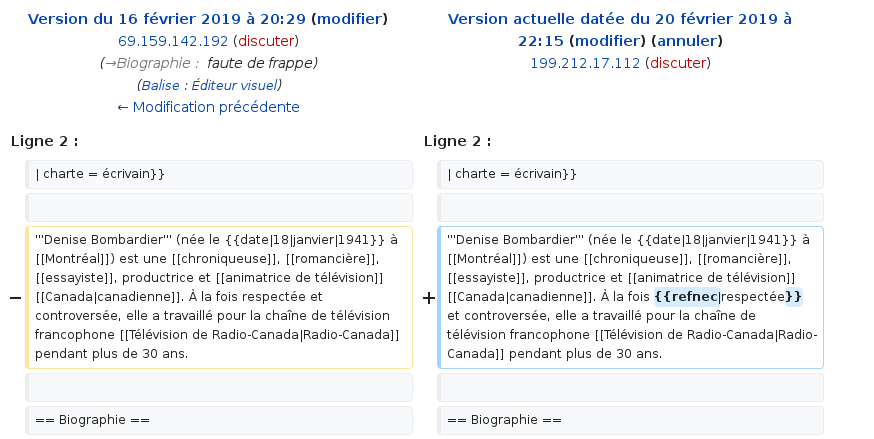 Version du 16 février 2019 à 20:29 (modifier)
69.159.142.192 (discuter)
(→Biographie : faute de frappe)
(Balise : Éditeur visuel)
← Modification précédente
Version actuelle datée du 20 février 2019 à
22:15 (modifier) (annuler)
199.212.17.112 (discuter)
Ligne 2 :
Ligne 2 :
| charte = écrivain}}
| charte = écrivain}}
−
'''Denise Bombardier''' (née le {{date|18|janvier|1941}} à
[[Montréal]]) est une [[chroniqueuse]], [[romancière]],
[[essayiste]], productrice et [[animatrice de télévision]]
[[Canada|canadienne]]. À la fois respectée et
controversée, elle a travaillé pour la chaîne de télévision
francophone [[Télévision de Radio-Canada|Radio-Canada]]
pendant plus de 30 ans.
+
'''Denise Bombardier''' (née le {{date|18|janvier|1941}} à
[[Montréal]]) est une [[chroniqueuse]], [[romancière]],
[[essayiste]], productrice et [[animatrice de télévision]]
[[Canada|canadienne]]. À la fois {{refnec|respectée}}
et controversée, elle a travaillé pour la chaîne de
télévision francophone [[Télévision de Radio-Canada|Radio-
Canada]] pendant plus de 30 ans.
== Biographie ==
== Biographie ==